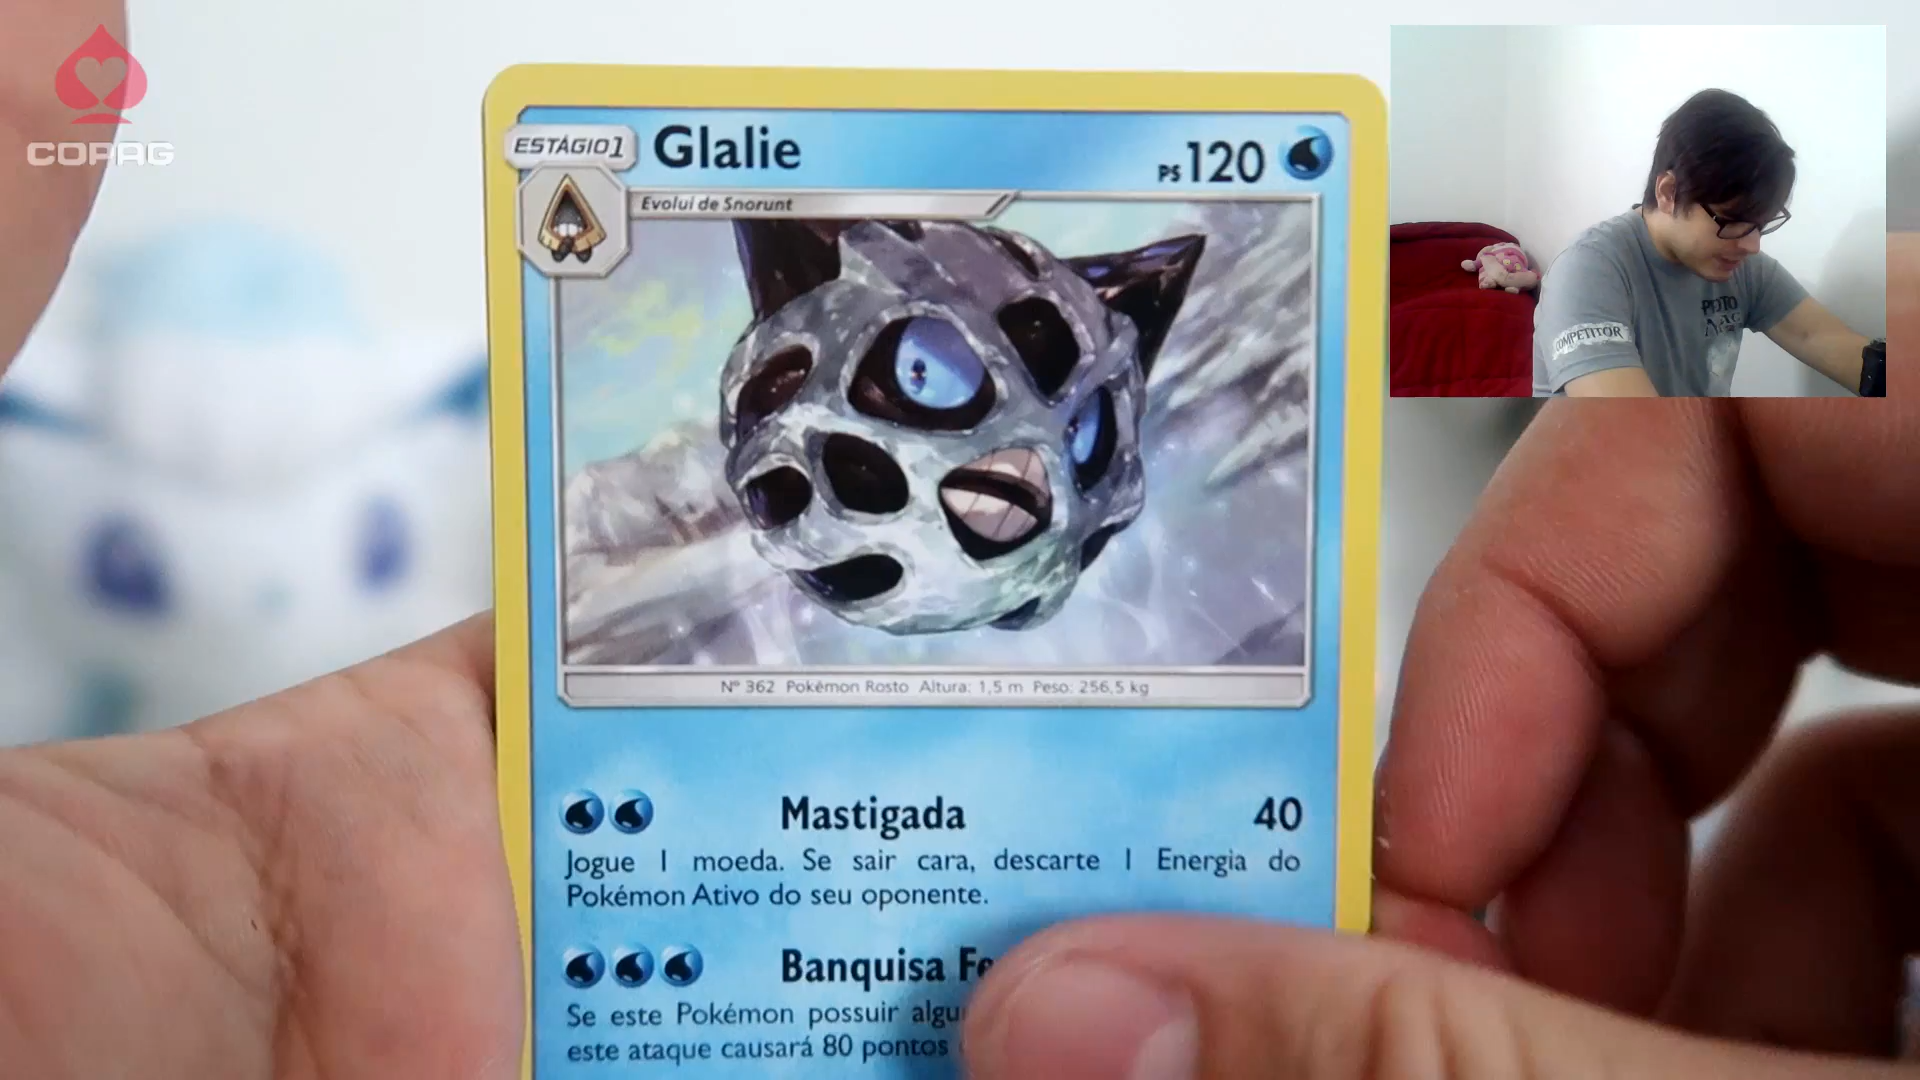 COPAG
ESTÁGIO1
Glalie
PS 120
Evolui de Snorunt
Nº 362 Pokémon Rosto Altura: 1,5 m Peso: 256,5 kg
Mastigada 40
Jogue 1 moeda. Se sair cara, descarte 1 Energia do
Pokémon Ativo do seu oponente.
Banquisa
Se este Pokémon possuir
este ataque causará 80 pontos
COMPETITOR